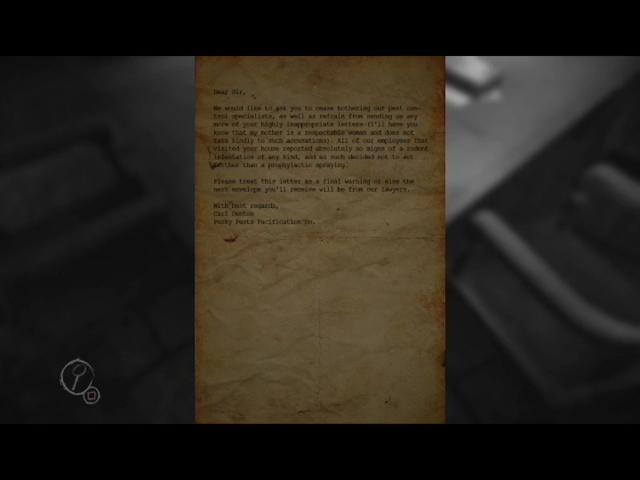 Dear Sir,
We would like to ask you to cease bothering our pest con-
trol specialists, as well as refrain from sending us any
more of your highly inappropriate letters (I'll have you
know that my mother is a respectable woman and does not
take kindly to such accusations). All of our employees that
visited your house reported absolutely no signs of a rodent
infestation of any kind, and as such decided not to act
further than a prophylactic spraying.
Please treat this letter as a final warning or else the
next envelope you'll receive will be from our lawyers.
With best regards,
Carl Denton
Pesky Pests Pacification Co.